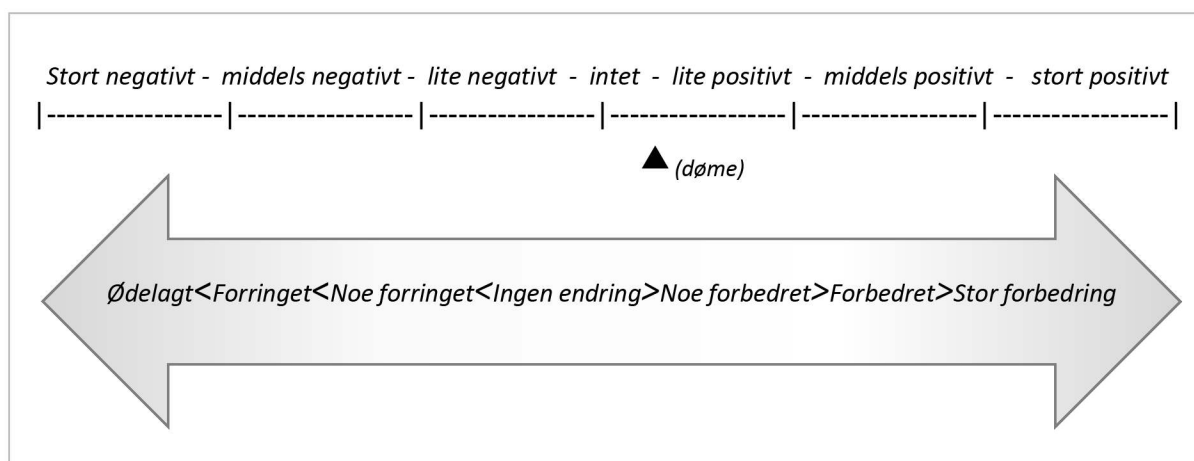 Stort negativt - middels negativt - lite negativt - intet - lite positivt - middels positivt - stort positivt
|------------------|------------------|-----------------|------------------|------------------|------------------|
▲ (døme)
Ødelagt<Forringet<Noe forringet<Ingen endring>Noe forbedret>Forbedret>Stor forbedring